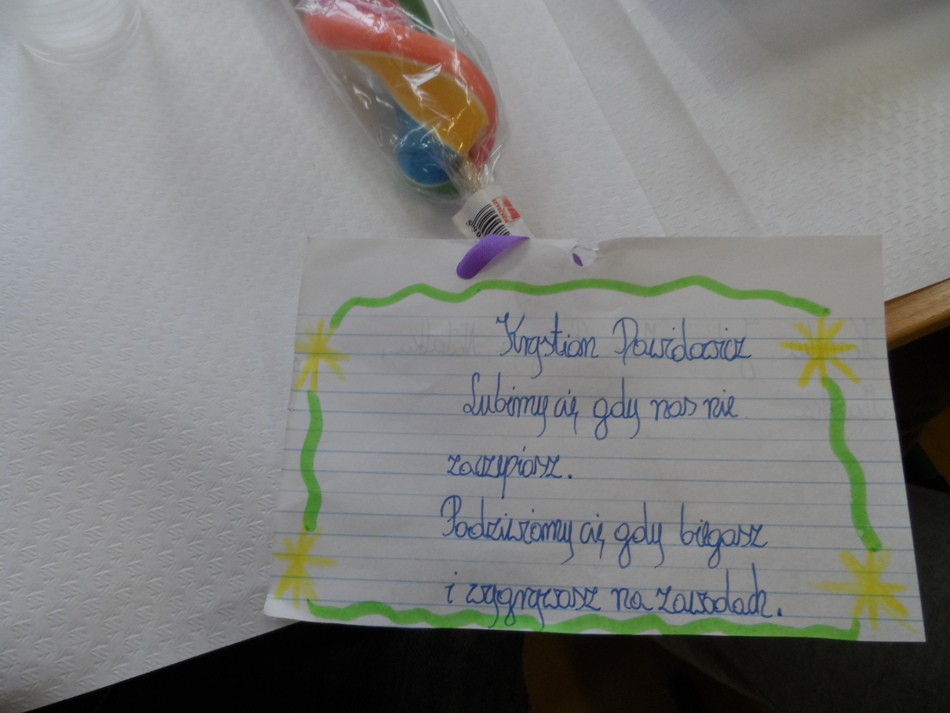 Krystian Dawidowicz
Lubimy cię gdy nas nie
zaczepiasz.
Podziwiamy cię gdy biegasz
i wygrywasz na zawodach.